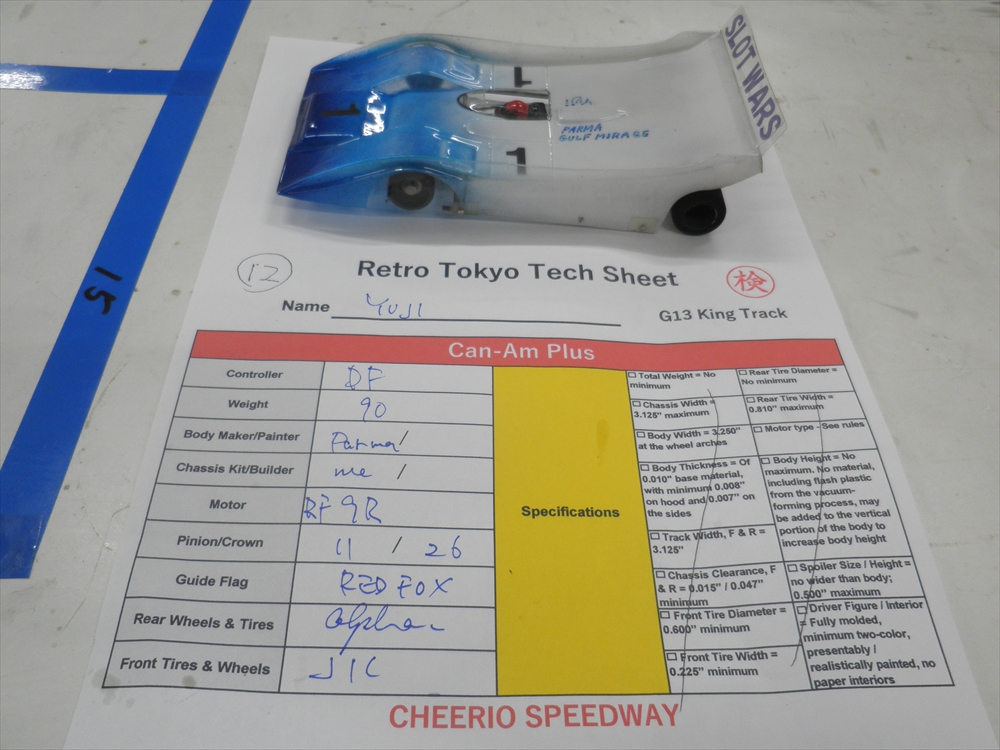 SLOT WARS
1
1
1
PARMA
GULF MIRAGE
15
12
Retro Tokyo Tech Sheet
検
Name YUJI
G13 King Track
Can-Am Plus
Controller RF
Weight 90
Body Maker/Painter Parma/
Chassis Kit/Builder me /
Motor RF 9R
Pinion/Crown 11 / 26
Guide Flag RED FOX
Rear Wheels & Tires alpha
Front Tires & Wheels JK
Specifications
☐ Total Weight = No
minimum
☐ Chassis Width =
3.125" maximum
☐ Body Width = 3.250"
at the wheel arches
☐ Body Thickness = Of
0.010" base material,
with minimum 0.008"
on hood and 0.007" on
the sides
☐ Track Width, F & R =
3.125"
☐ Chassis Clearance, F
& R = 0.015" / 0.047"
minimum
☐ Front Tire Diameter =
0.600" minimum
☐ Front Tire Width =
0.225" minimum
☐ Rear Tire Diameter =
No minimum
☐ Rear Tire Width =
0.810" maximum
☐ Motor type - See rules
☐ Body Height = No
maximum. No material,
including flash plastic
from the vacuum-
forming process, may
be added to the vertical
portion of the body to
increase body height
☐ Spoiler Size / Height =
no wider than body;
0.500" maximum
☐ Driver Figure / Interior
= Fully molded,
minimum two-color,
presentably /
realistically painted, no
paper interiors
CHEERIO SPEEDWAY